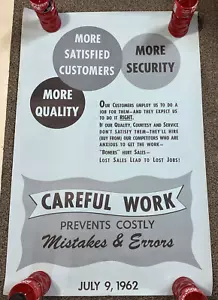 MORE
SATISFIED
CUSTOMERS
MORE
SECURITY
MORE
QUALITY
OUR CUSTOMERS EMPLOY US TO DO A
JOB FOR THEM—AND THEY EXPECT US
TO DO IT RIGHT.
IF OUR QUALITY, COURTESY AND SERVICE
DON'T SATISFY THEM—THEY'LL HIRE
(BUY FROM) OUR COMPETITORS WHO ARE
ANXIOUS TO GET THE WORK —
"BONERS" HURT SALES—
LOST SALES LEAD TO LOST JOBS!
CAREFUL WORK
PREVENTS COSTLY
Mistakes & Errors
JULY 9, 1962